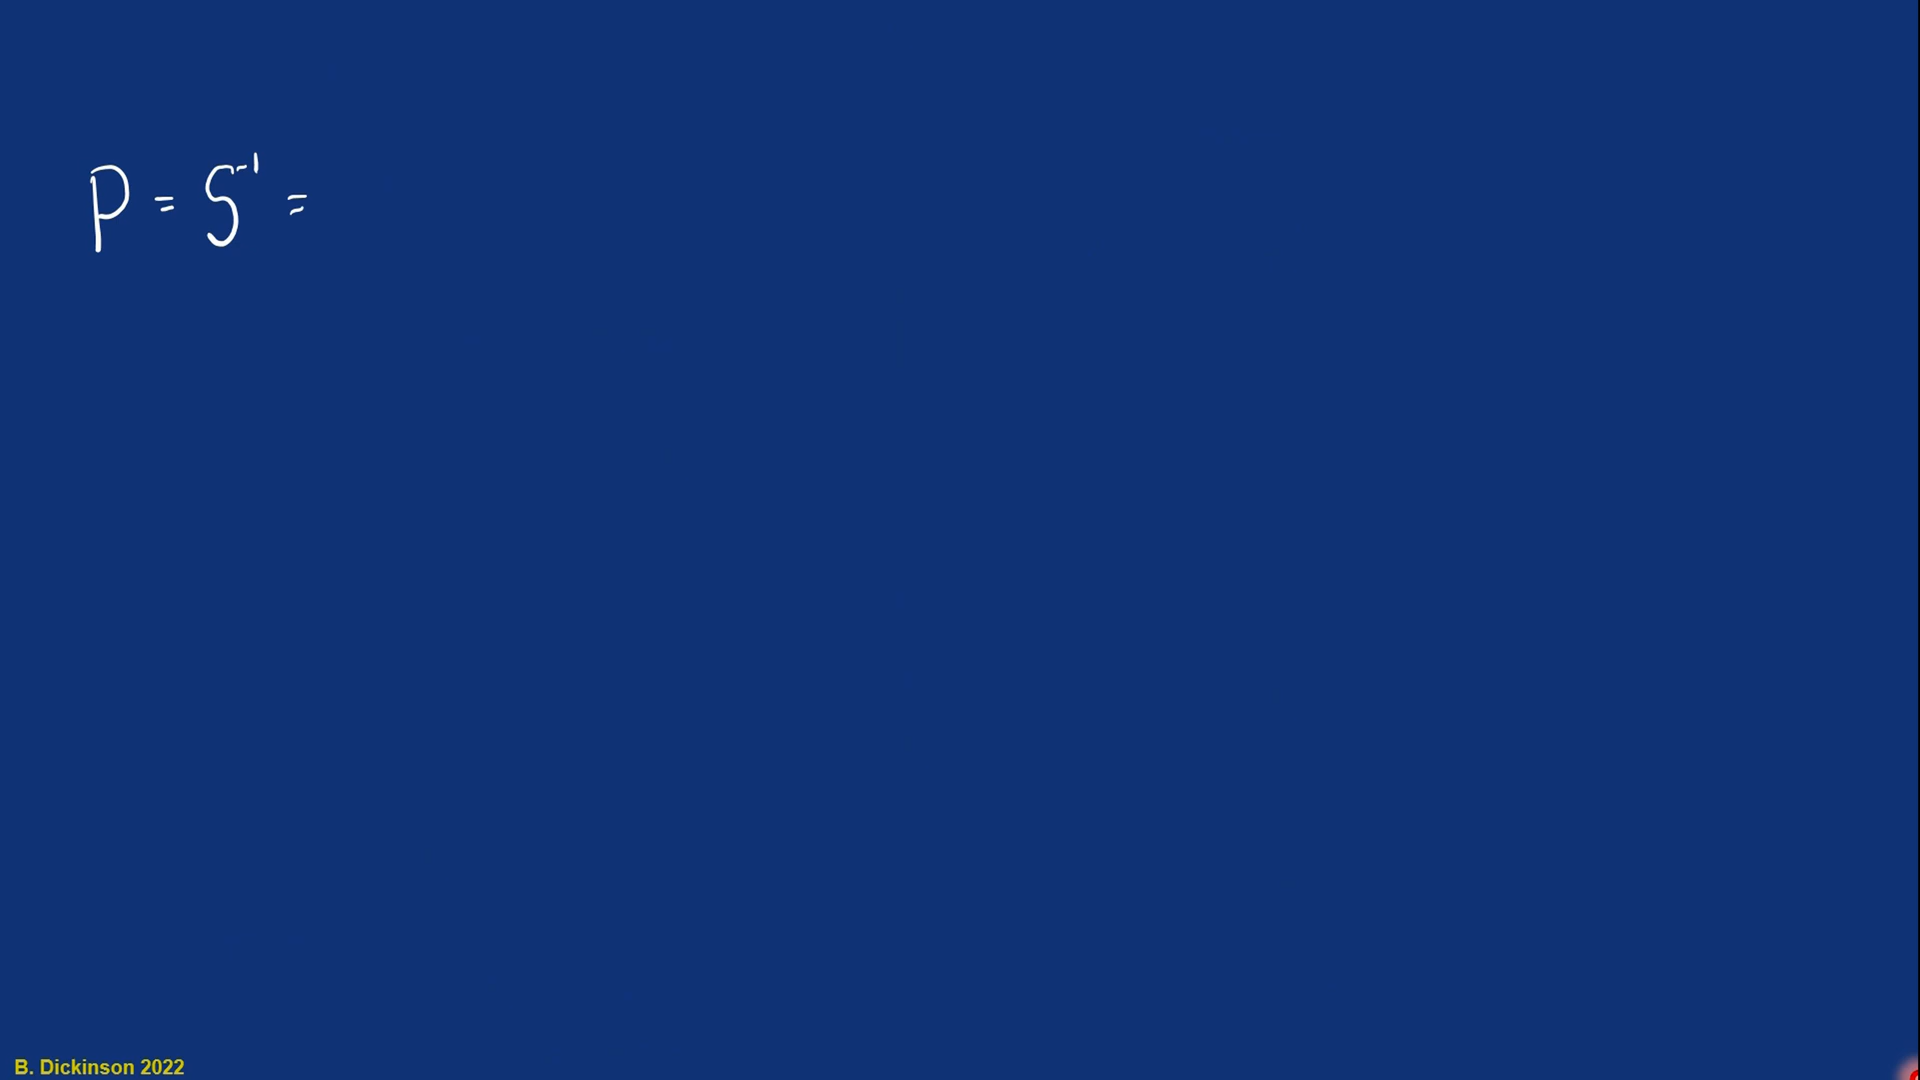 P = S⁻¹ =
B. Dickinson 2022